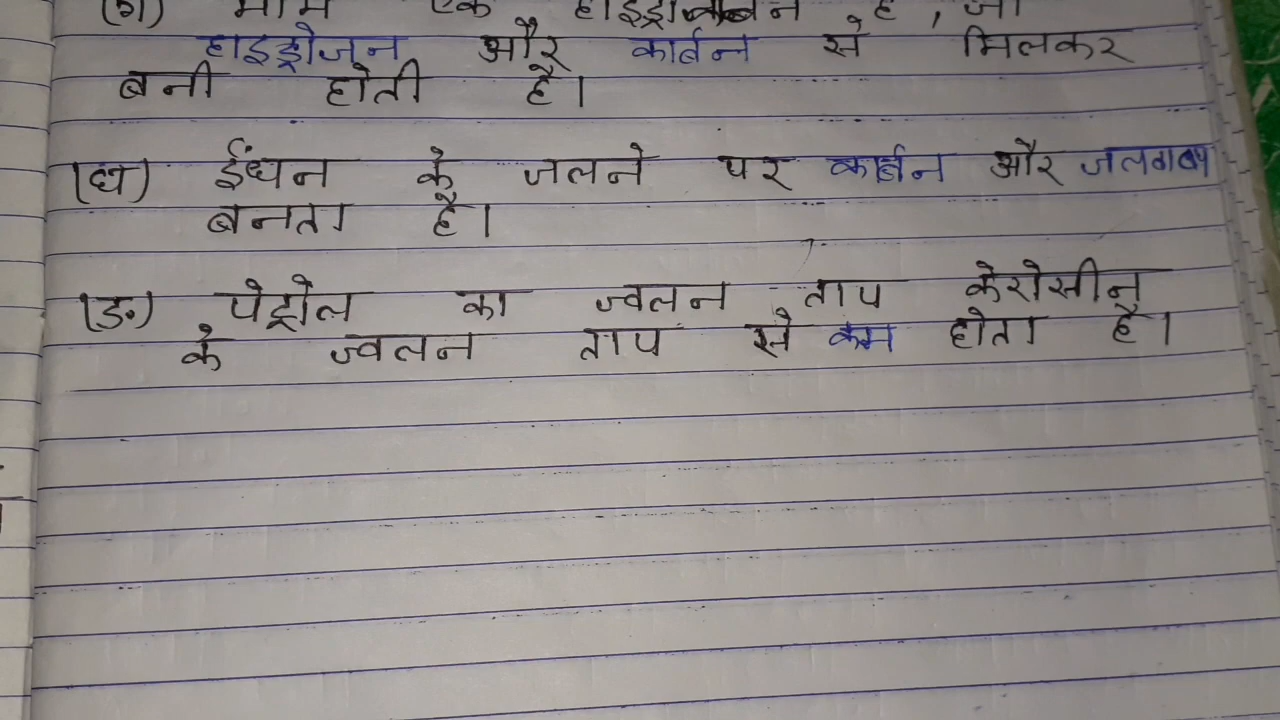 (ग) मोम एक हाइड्रोकार्बन है, जो
हाइड्रोजन और कार्बन से मिलकर
बनी होती है।
(घ) ईंधन के जलने पर कार्बन और जलवाष्प
बनता है।
(ङ) पेट्रोल का ज्वलन ताप केरोसीन
के ज्वलन ताप से कम होता है।